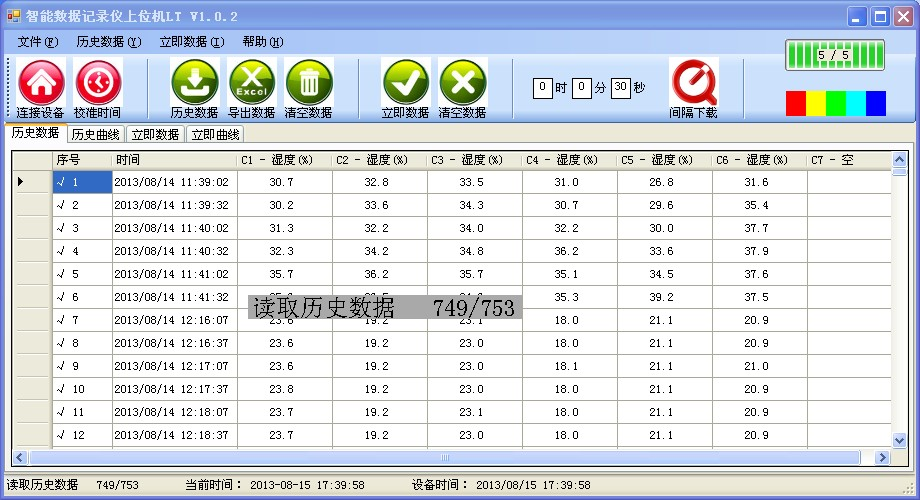 智能数据记录仪上位机LT V1.0.2
文件(F) 历史数据(Y) 立即数据(I) 帮助(H)
5 / 5
Excel
0 时 0 分 30 秒
连接设备 校准时间 历史数据 导出数据 清空数据 立即数据 清空数据 间隔下载
历史数据 历史曲线 立即数据 立即曲线
序号 时间 C1 - 湿度(%) C2 - 湿度(%) C3 - 湿度(%) C4 - 湿度(%) C5 - 湿度(%) C6 - 湿度(%) C7 - 空
√ 1 2013/08/14 11:39:02 30.7 32.8 33.5 31.0 26.8 31.6
√ 2 2013/08/14 11:39:32 30.2 33.6 34.3 30.7 29.6 35.4
√ 3 2013/08/14 11:40:02 31.3 32.2 34.0 32.2 30.0 37.7
√ 4 2013/08/14 11:40:32 32.3 34.2 34.8 36.2 33.6 37.9
√ 5 2013/08/14 11:41:02 35.7 36.2 35.7 35.1 34.5 37.6
√ 6 2013/08/14 11:41:32 35.3 39.2 37.5
读取历史数据 749/753
√ 7 2013/08/14 12:16:07 23.8 19.2 23.1 18.0 21.1 20.9
√ 8 2013/08/14 12:16:37 23.6 19.2 23.0 18.0 21.1 20.9
√ 9 2013/08/14 12:17:07 23.6 19.2 23.0 18.1 21.1 21.0
√ 10 2013/08/14 12:17:37 23.8 19.2 23.0 18.0 21.1 20.9
√ 11 2013/08/14 12:18:07 23.7 19.2 23.1 18.0 21.1 20.9
√ 12 2013/08/14 12:18:37 23.7 19.2 23.0 18.0 21.1 20.9
读取历史数据 749/753 当前时间： 2013-08-15 17:39:58 设备时间： 2013/08/15 17:39:58